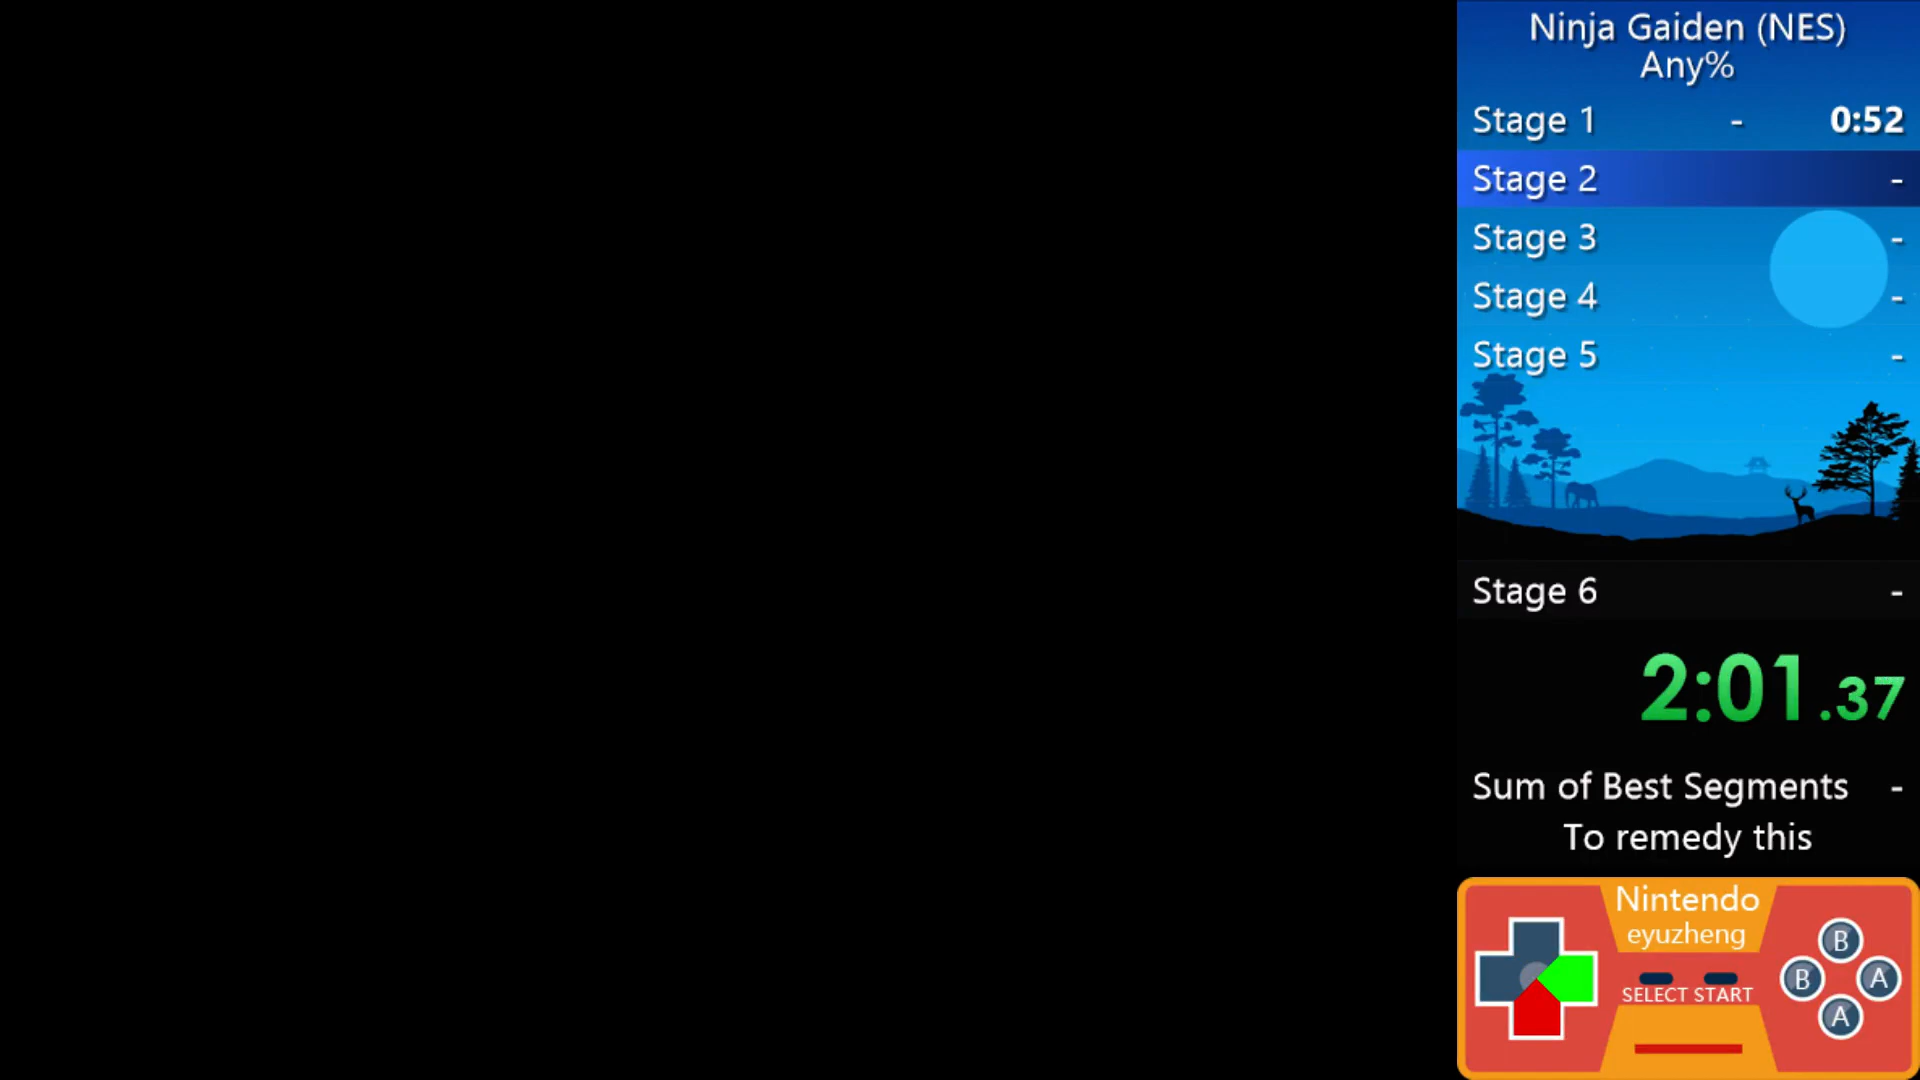 Ninja Gaiden (NES)
Any%
Stage 1 - 0:52
Stage 2 -
Stage 3 -
Stage 4 -
Stage 5 -
Stage 6 -
2:01.37
Sum of Best Segments -
To remedy this
Nintendo
eyuzheng
B
B A
SELECT START
A